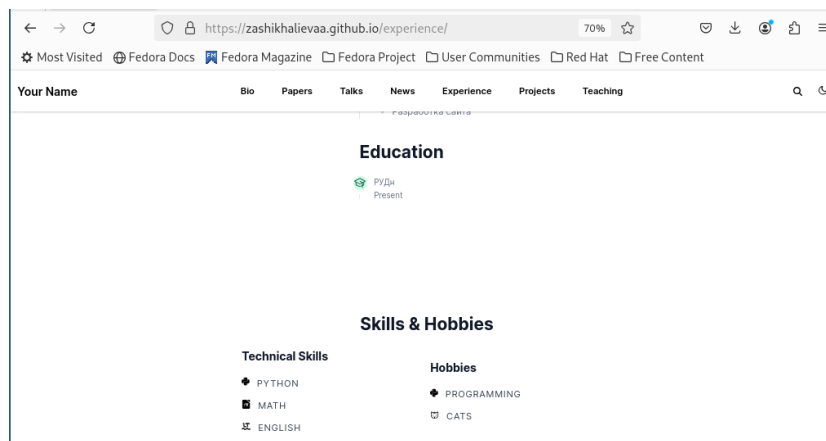 https://zashikhalievaa.github.io/experience/ 70%
Most Visited Fedora Docs Fedora Magazine Fedora Project User Communities Red Hat Free Content
Your Name Bio Papers Talks News Experience Projects Teaching
Разработка сайта
Education
РУДн
Present
Skills & Hobbies
Technical Skills
Hobbies
PYTHON
PROGRAMMING
MATH
CATS
ENGLISH